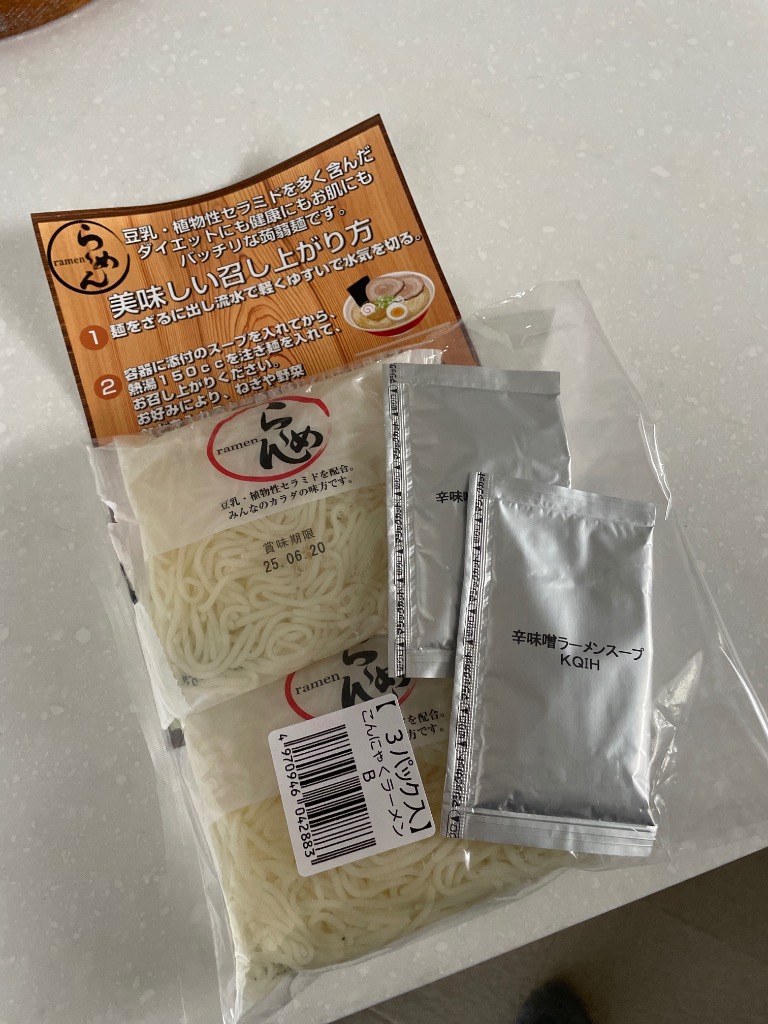 らーめん
ramen
豆乳・植物性セラミドを多く含んだ
ダイエットにも健康にもお肌にも
バッチリな蒟蒻麺です。
美味しい召し上がり方
1 麺をざるに出し流水で軽くゆすいで水気を切る。
2 容器に添付のスープを入れてから、
熱湯150ccを注ぎ麺を入れて、
お召し上がりください。
お好みにより、ねぎや野菜
ramen らーめん
豆乳・植物性セラミドを配合。
みんなのカラダの味方です。
賞味期限
25.06.20
辛味噌
辛味噌ラーメンスープ
KQIH
ramen らーめん
を配合。
方です。
【3パック入】
こんにゃくラーメン
B
4 970946 042883